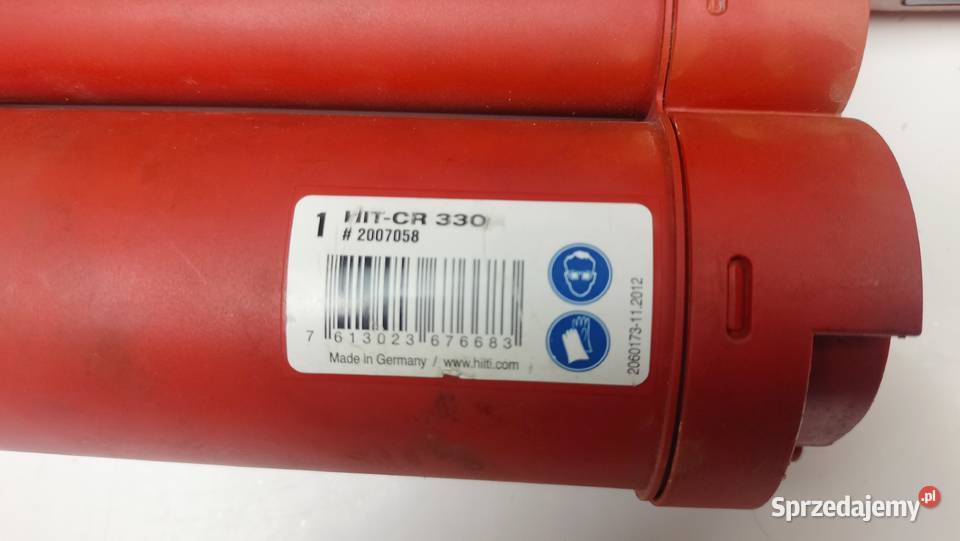 1 HIT-CR 330
# 2007058
7 613023 676683
Made in Germany / www.hilti.com
2060173-11.2012
Sprzedajemy.pl